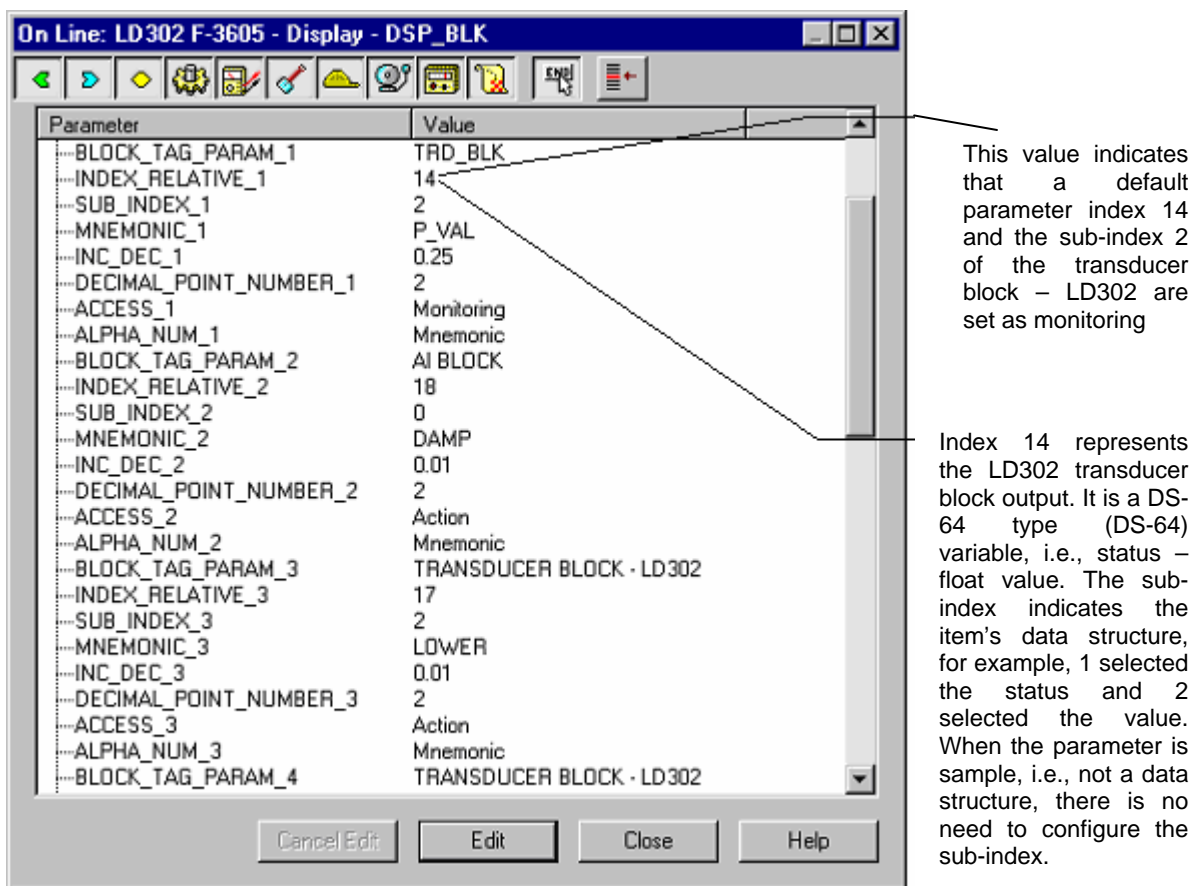 On Line: LD302 F-3605 - Display - DSP_BLK
Parameter Value
BLOCK_TAG_PARAM_1 TRD_BLK
INDEX_RELATIVE_1 14
SUB_INDEX_1 2
MNEMONIC_1 P_VAL
INC_DEC_1 0.25
DECIMAL_POINT_NUMBER_1 2
ACCESS_1 Monitoring
ALPHA_NUM_1 Mnemonic
BLOCK_TAG_PARAM_2 AI BLOCK
INDEX_RELATIVE_2 18
SUB_INDEX_2 0
MNEMONIC_2 DAMP
INC_DEC_2 0.01
DECIMAL_POINT_NUMBER_2 2
ACCESS_2 Action
ALPHA_NUM_2 Mnemonic
BLOCK_TAG_PARAM_3 TRANSDUCER BLOCK - LD302
INDEX_RELATIVE_3 17
SUB_INDEX_3 2
MNEMONIC_3 LOWER
INC_DEC_3 0.01
DECIMAL_POINT_NUMBER_3 2
ACCESS_3 Action
ALPHA_NUM_3 Mnemonic
BLOCK_TAG_PARAM_4 TRANSDUCER BLOCK - LD302
Cancel Edit Edit Close Help
This value indicates
that a default
parameter index 14
and the sub-index 2
of the transducer
block – LD302 are
set as monitoring
Index 14 represents
the LD302 transducer
block output. It is a DS-
64 type (DS-64)
variable, i.e., status –
float value. The sub-
index indicates the
item's data structure,
for example, 1 selected
the status and 2
selected the value.
When the parameter is
sample, i.e., not a data
structure, there is no
need to configure the
sub-index.